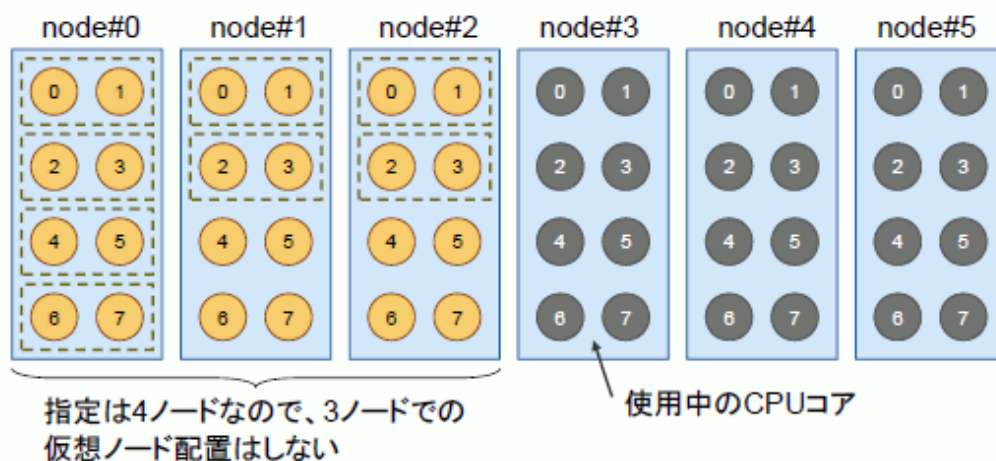 node#0 node#1 node#2 node#3 node#4 node#5
0 1 0 1 0 1 0 1 0 1 0 1
2 3 2 3 2 3 2 3 2 3 2 3
4 5 4 5 4 5 4 5 4 5 4 5
6 7 6 7 6 7 6 7 6 7 6 7
指定は4ノードなので、3ノードでの
仮想ノード配置はしない
使用中のCPUコア